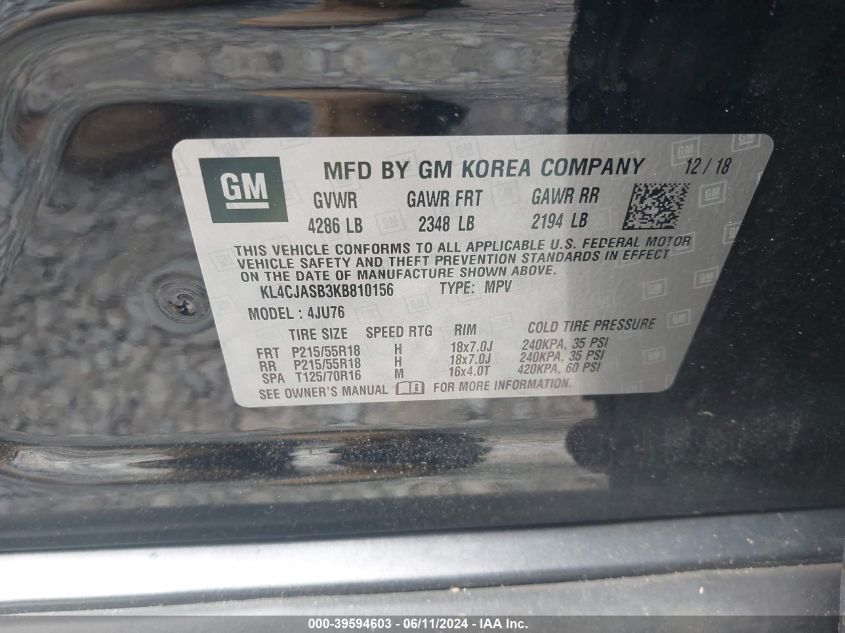 GM
MFD BY GM KOREA COMPANY 12/18
GVWR GAWR FRT GAWR RR
4286 LB 2348 LB 2194 LB
THIS VEHICLE CONFORMS TO ALL APPLICABLE U.S. FEDERAL MOTOR
VEHICLE SAFETY AND THEFT PREVENTION STANDARDS IN EFFECT
ON THE DATE OF MANUFACTURE SHOWN ABOVE.
KL4CJASB3KB810156 TYPE: MPV
MODEL : 4JU76
TIRE SIZE SPEED RTG RIM COLD TIRE PRESSURE
FRT P215/55R18 H 18x7.0J 240KPA, 35 PSI
RR P215/55R18 H 18x7.0J 240KPA, 35 PSI
SPA T125/70R16 M 16x4.0T 420KPA, 60 PSI
SEE OWNER'S MANUAL FOR MORE INFORMATION.
000-39594603 - 06/11/2024 - IAA Inc.